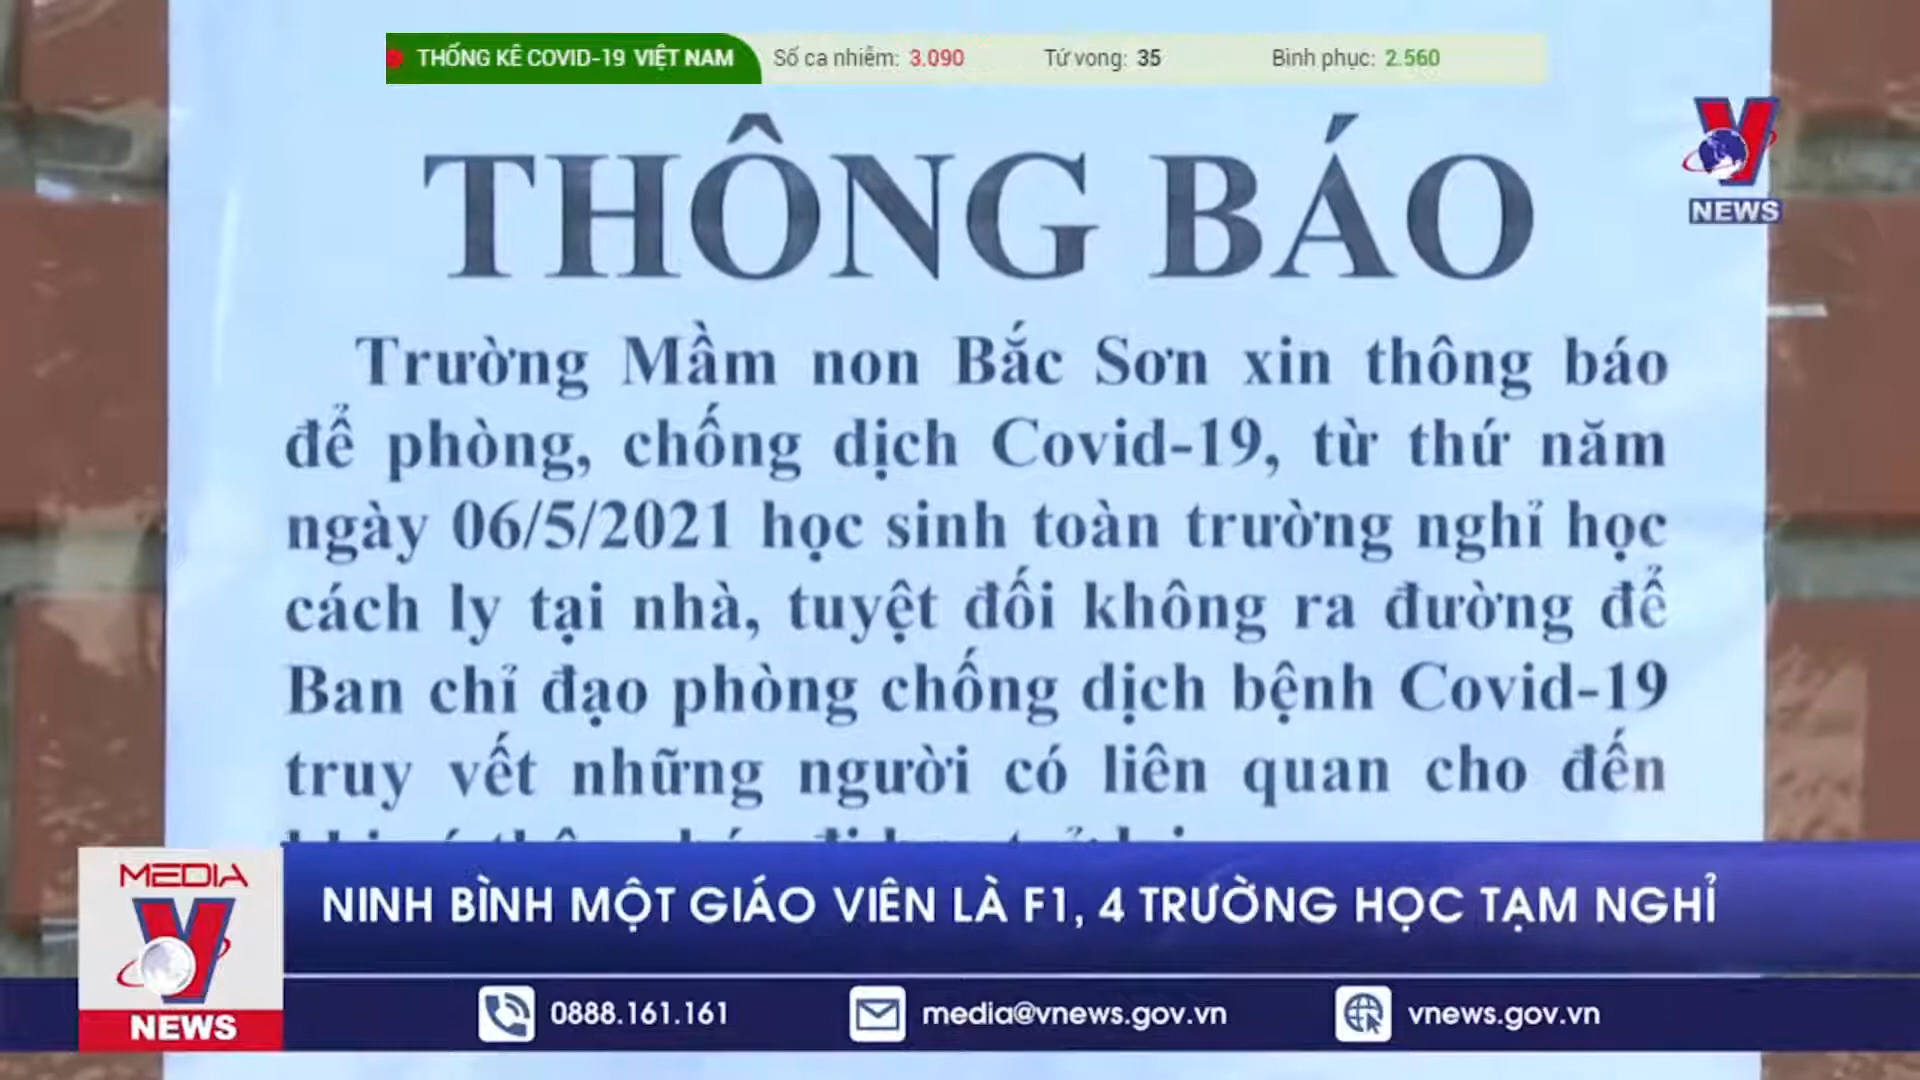 THỐNG KÊ COVID-19 VIỆT NAM Số ca nhiễm: 3.090 Tử vong: 35 Bình phục: 2.560
NEWS
THÔNG BÁO
Trường Mầm non Bắc Sơn xin thông báo
để phòng, chống dịch Covid-19, từ thứ năm
ngày 06/5/2021 học sinh toàn trường nghỉ học
cách ly tại nhà, tuyệt đối không ra đường để
Ban chỉ đạo phòng chống dịch bệnh Covid-19
truy vết những người có liên quan cho đến
MEDIA
NEWS
NINH BÌNH MỘT GIÁO VIÊN LÀ F1, 4 TRƯỜNG HỌC TẠM NGHỈ
0888.161.161 media@vnews.gov.vn vnews.gov.vn